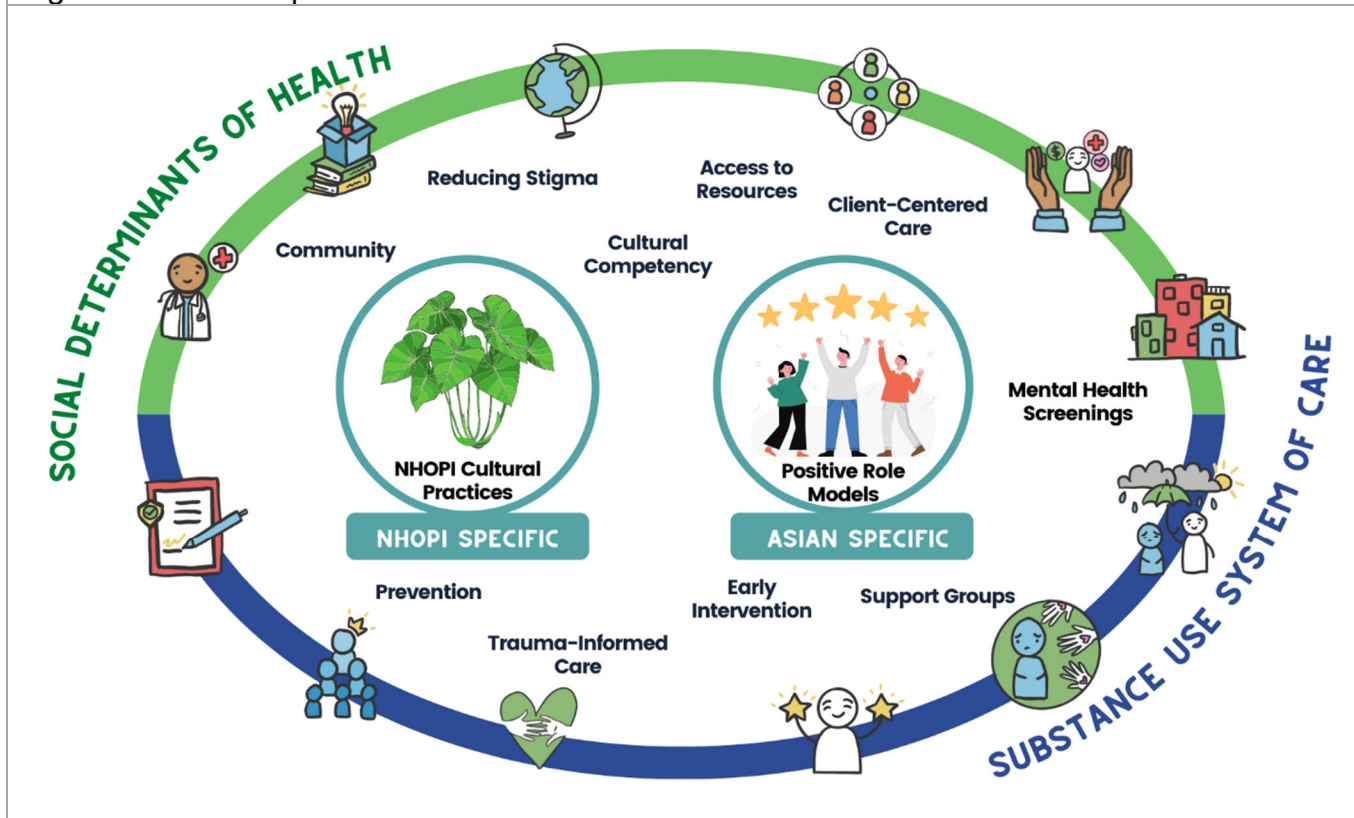 SOCIAL DETERMINANTS OF HEALTH
Reducing Stigma
Access to
Resources
Client-Centered
Care
Community
Cultural
Competency
Mental Health
Screenings
NHOPI Cultural
Practices
NHOPI SPECIFIC
Positive Role
Models
ASIAN SPECIFIC
Prevention
Early
Intervention
Support Groups
Trauma-Informed
Care
SUBSTANCE USE SYSTEM OF CARE